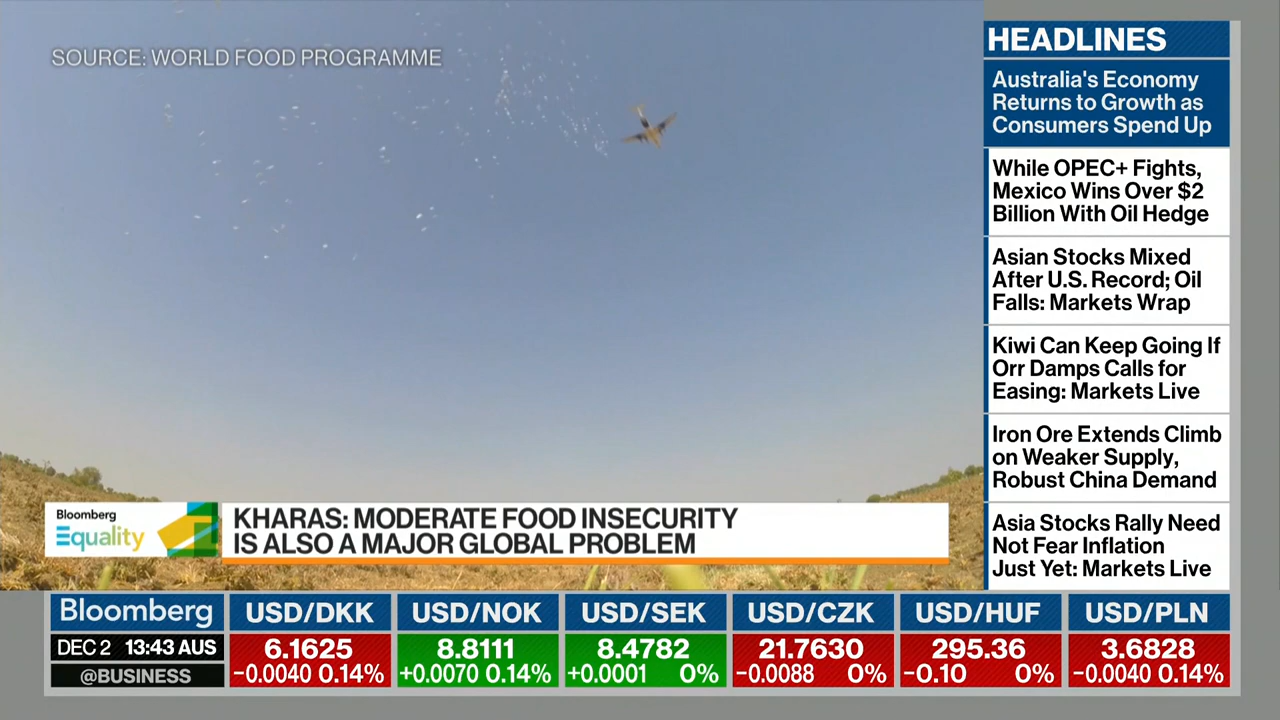 SOURCE: WORLD FOOD PROGRAMME
HEADLINES
Australia's Economy
Returns to Growth as
Consumers Spend Up
While OPEC+ Fights,
Mexico Wins Over $2
Billion With Oil Hedge
Asian Stocks Mixed
After U.S. Record; Oil
Falls: Markets Wrap
Kiwi Can Keep Going If
Orr Damps Calls for
Easing: Markets Live
Iron Ore Extends Climb
on Weaker Supply,
Robust China Demand
Asia Stocks Rally Need
Not Fear Inflation
Just Yet: Markets Live
Bloomberg
Equality
KHARAS: MODERATE FOOD INSECURITY
IS ALSO A MAJOR GLOBAL PROBLEM
Bloomberg
DEC 2 13:43 AUS
@BUSINESS
USD/DKK
6.1625
-0.0040 0.14%
USD/NOK
8.8111
+0.0070 0.14%
USD/SEK
8.4782
+0.0001 0%
USD/CZK
21.7630
-0.0088 0%
USD/HUF
295.36
-0.10 0%
USD/PLN
3.6828
-0.0040 0.14%